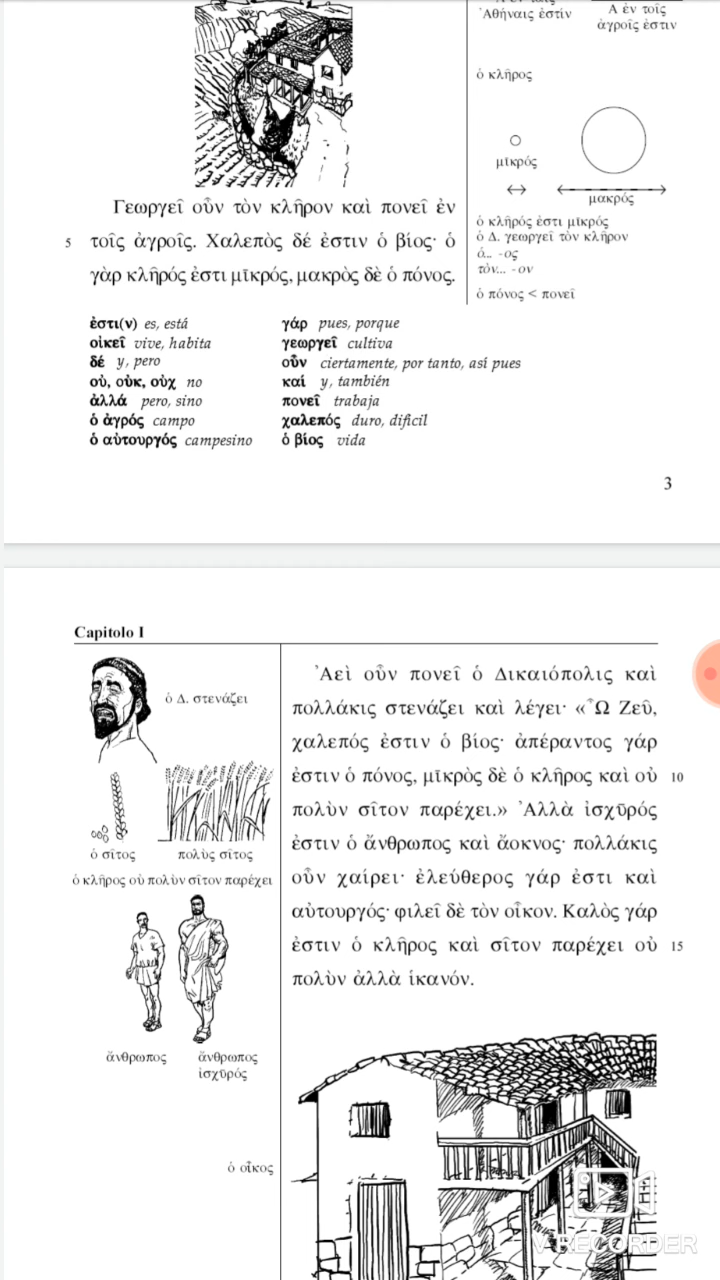 Ἀθήναις ἐστίν
Α ἐν τοῖς
ἀγροῖς ἐστιν
ὁ κλῆρος
μῑκρός
μακρός
Γεωργεῖ οὖν τὸν κλῆρον καὶ πονεῖ ἐν
5 τοῖς ἀγροῖς. Χαλεπὸς δέ ἐστιν ὁ βίος· ὁ
γὰρ κλῆρός ἐστι μῑκρός, μακρὸς δὲ ὁ πόνος.
ὁ κλῆρός ἐστι μῑκρός
ὁ Δ. γεωργεῖ τὸν κλῆρον
ὁ... -ος
τὸν... -ον
ὁ πόνος < πονεῖ
ἐστι(ν) es, está
οἰκεῖ vive, habita
δέ y, pero
οὐ, οὐκ, οὐχ no
ἀλλά pero, sino
ὁ ἀγρός campo
ὁ αὐτουργός campesino
γάρ pues, porque
γεωργεῖ cultiva
οὖν ciertamente, por tanto, así pues
καί y, también
πονεῖ trabaja
χαλεπός duro, difícil
ὁ βίος vida
3
Capitolo I
ὁ Δ. στενάζει
ὁ σῖτος
πολὺς σῖτος
ὁ κλῆρος οὐ πολὺν σῖτον παρέχει
ἄνθρωπος
ἄνθρωπος
ἰσχῡρός
ὁ οἶκος
Ἀεὶ οὖν πονεῖ ὁ Δικαιόπολις καὶ
πολλάκις στενάζει καὶ λέγει· «Ὦ Ζεῦ,
χαλεπός ἐστιν ὁ βίος· ἀπέραντος γάρ
ἐστιν ὁ πόνος, μῑκρὸς δὲ ὁ κλῆρος καὶ οὐ 10
πολὺν σῖτον παρέχει.» Ἀλλὰ ἰσχῡρός
ἐστιν ὁ ἄνθρωπος καὶ ἄοκνος· πολλάκις
οὖν χαίρει· ἐλεύθερος γάρ ἐστι καὶ
αὐτουργός· φιλεῖ δὲ τὸν οἶκον. Καλὸς γάρ
ἐστιν ὁ κλῆρος καὶ σῖτον παρέχει οὐ 15
πολὺν ἀλλὰ ἱκανόν.
V RECORDER